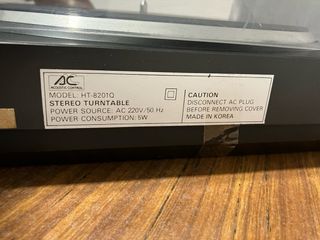 AC
ACOUSTIC CONTROL
MODEL: HT-8201Q
STEREO TURNTABLE
POWER SOURCE: AC 220V/50 Hz
POWER CONSUMPTION: 5W
CAUTION
DISCONNECT AC PLUG
BEFORE REMOVING COVER
MADE IN KOREA